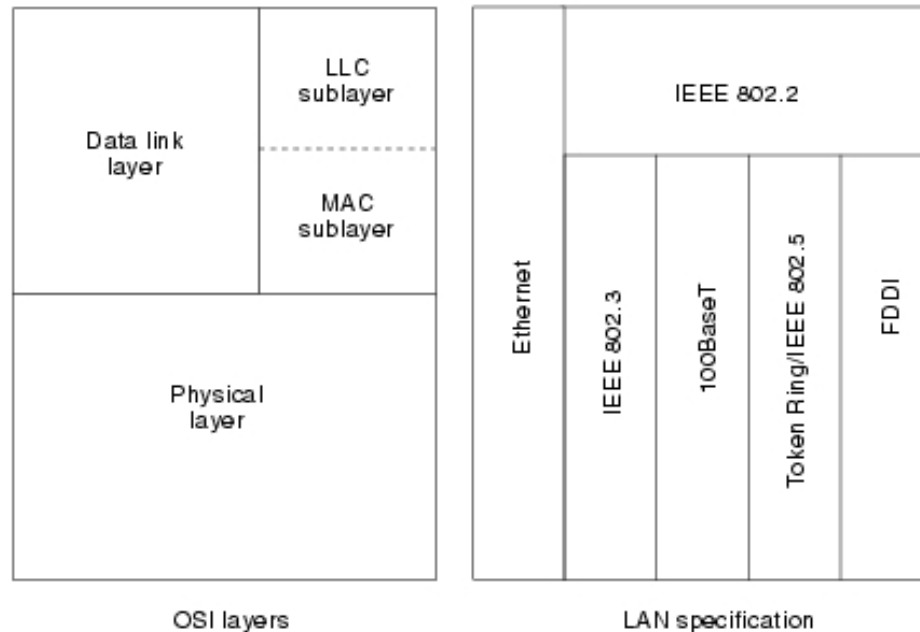 LLC
sublayer
Data link
layer
MAC
sublayer
Physical
layer
OSI layers
IEEE 802.2
Ethernet
IEEE 802.3
100BaseT
Token Ring/IEEE 802.5
FDDI
LAN specification